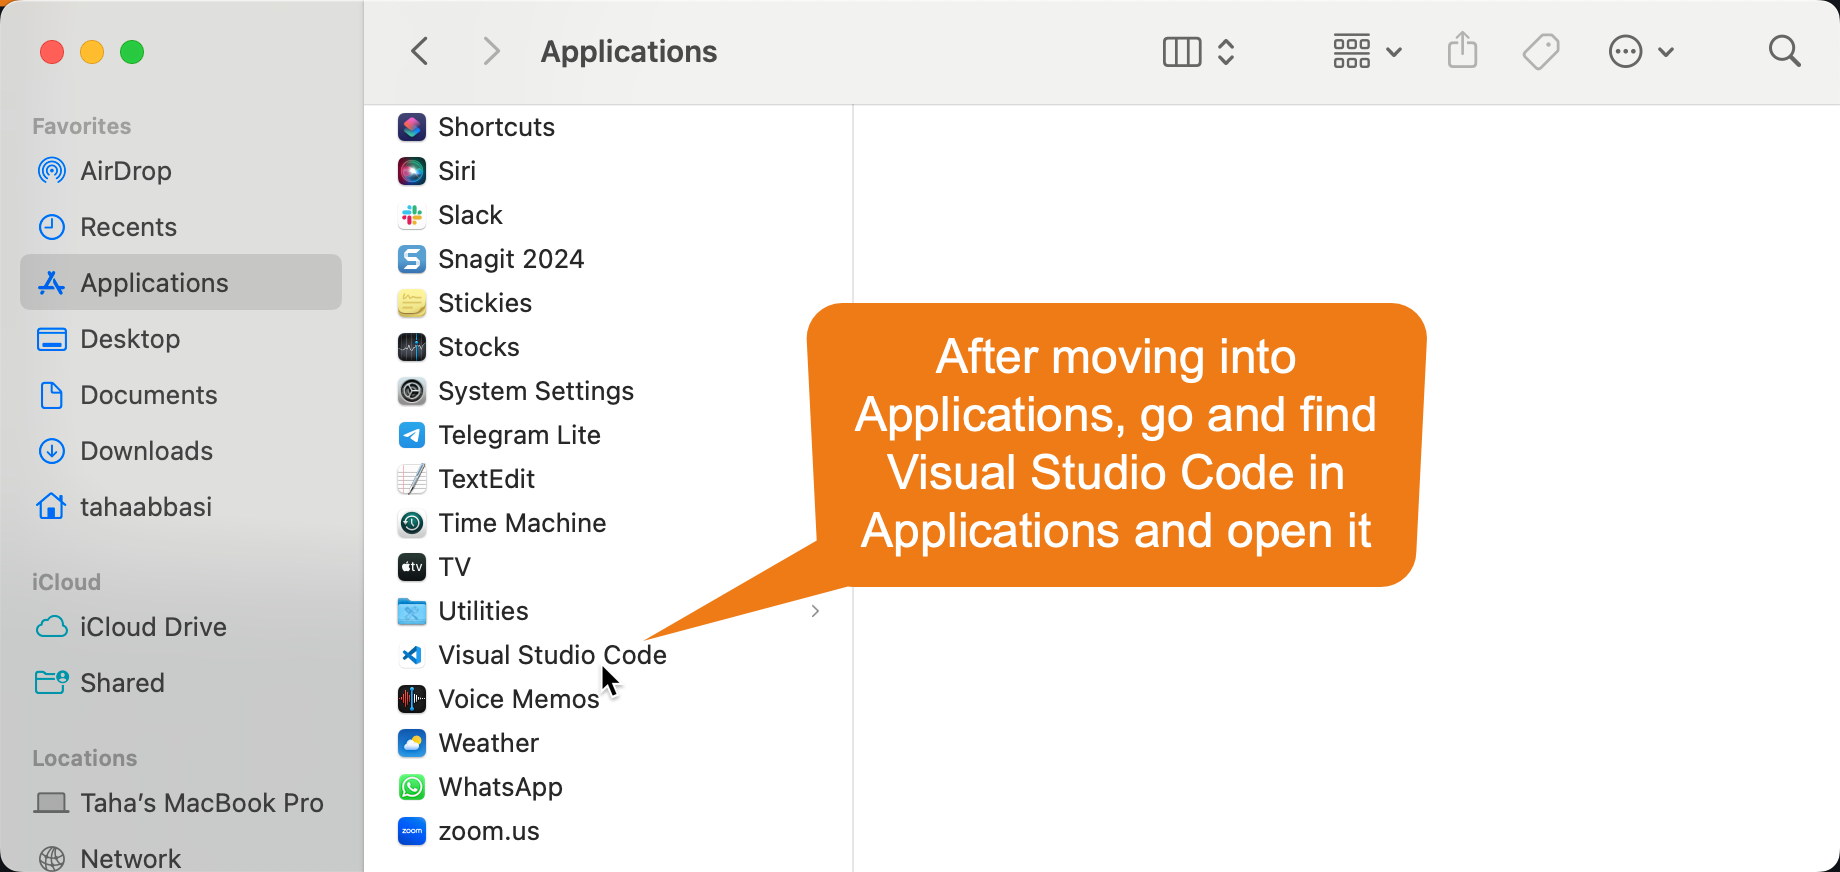 Applications
Favorites
AirDrop
Recents
Applications
Desktop
Documents
Downloads
tahaabbasi
iCloud
iCloud Drive
Shared
Locations
Taha’s MacBook Pro
Network
Shortcuts
Siri
Slack
S Snagit 2024
Stickies
Stocks
System Settings
Telegram Lite
TextEdit
Time Machine
tv TV
Utilities
Visual Studio Code
Voice Memos
Weather
WhatsApp
zoom zoom.us
After moving into
Applications, go and find
Visual Studio Code in
Applications and open it